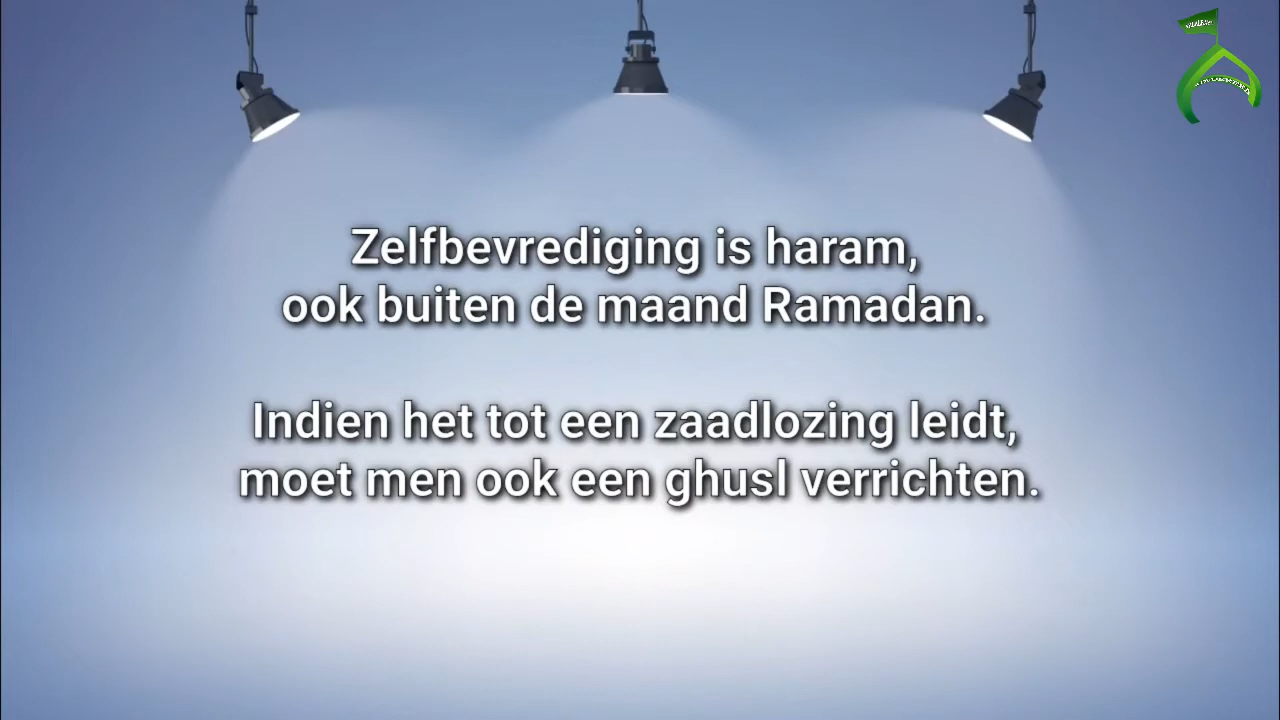 Zelfbevrediging is haram,
ook buiten de maand Ramadan.
Indien het tot een zaadlozing leidt,
moet men ook een ghusl verrichten.